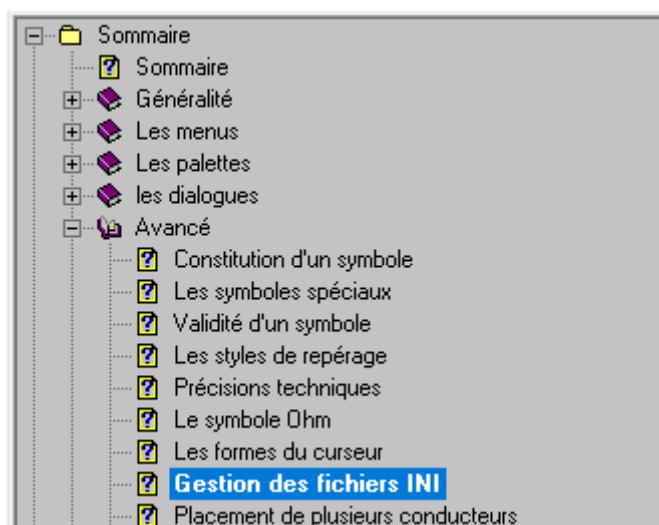 Sommaire
Sommaire
Généralité
Les menus
Les palettes
les dialogues
Avancé
Constitution d'un symbole
Les symboles spéciaux
Validité d'un symbole
Les styles de repérage
Précisions techniques
Le symbole Ohm
Les formes du curseur
Gestion des fichiers INI
Placement de plusieurs conducteurs